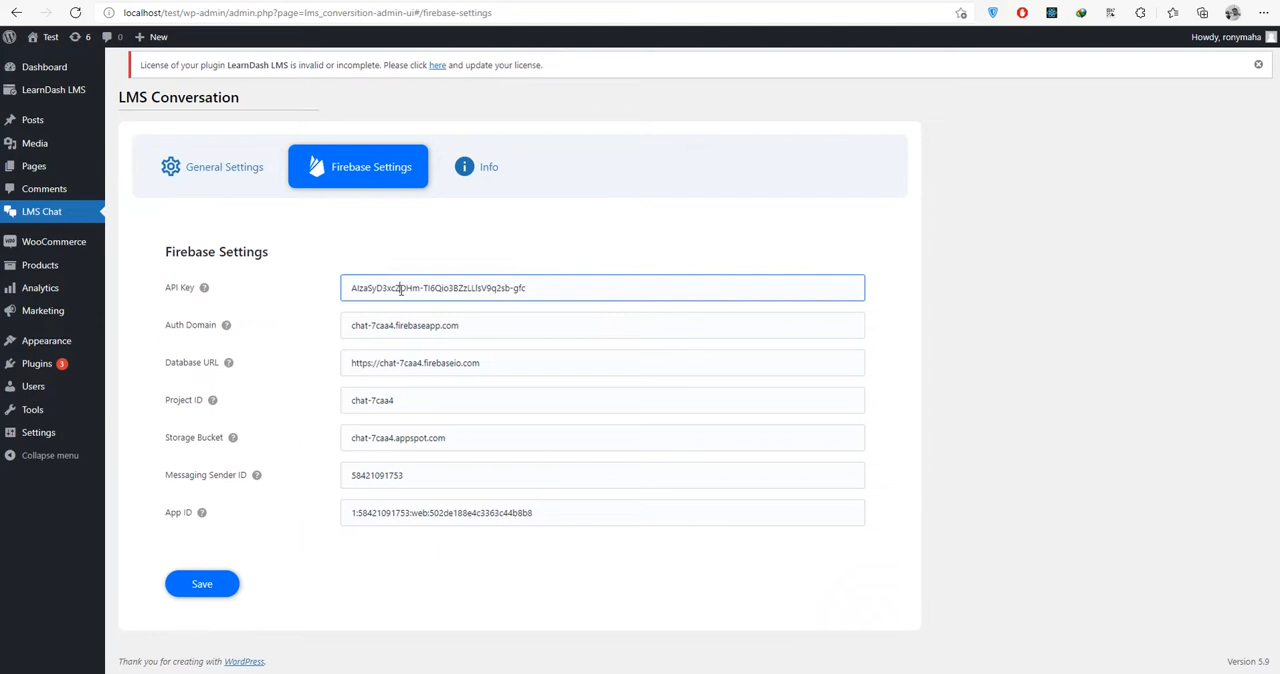 localhost/test/wp-admin/admin.php?page=lms_conversition-admin-ui#/firebase-settings
Test 6 0 New Howdy, ronymaha
License of your plugin LearnDash LMS is invalid or incomplete. Please click here and update your license.
Dashboard
LearnDash LMS
Posts
Media
Pages
Comments
LMS Chat
WooCommerce
Products
Analytics
Marketing
Appearance
Plugins 3
Users
Tools
Settings
Collapse menu
LMS Conversation
General Settings Firebase Settings Info
Firebase Settings
API Key
Auth Domain chat-7caa4.firebaseapp.com
Database URL https://chat-7caa4.firebaseio.com
Project ID chat-7caa4
Storage Bucket chat-7caa4.appspot.com
Messaging Sender ID 58421091753
App ID 1:58421091753:web:502de188e4c3363c44b8b8
Save
Thank you for creating with WordPress. Version 5.9